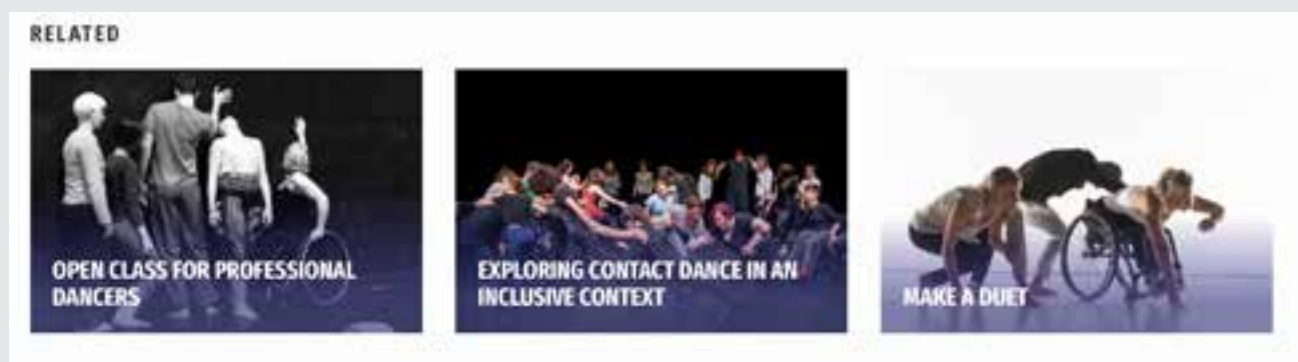 RELATED
OPEN CLASS FOR PROFESSIONAL
DANCERS
EXPLORING CONTACT DANCE IN AN
INCLUSIVE CONTEXT
MAKE A DUET